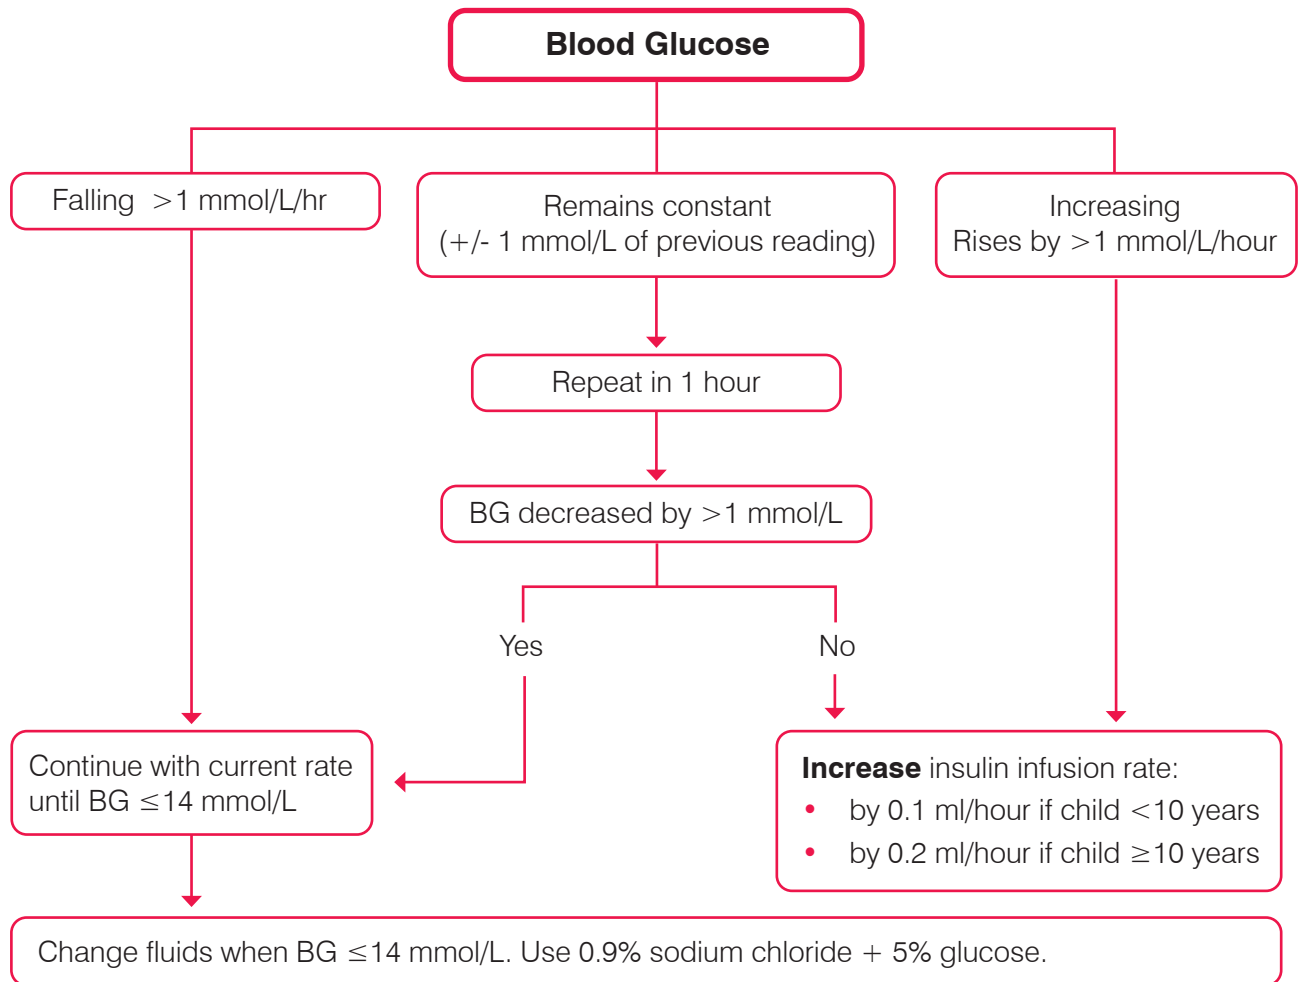 Blood Glucose
Falling >1 mmol/L/hr
Remains constant
(+/- 1 mmol/L of previous reading)
Increasing
Rises by >1 mmol/L/hour
Repeat in 1 hour
BG decreased by >1 mmol/L
Yes
No
Continue with current rate
until BG ≤14 mmol/L
Increase insulin infusion rate:
• by 0.1 ml/hour if child <10 years
• by 0.2 ml/hour if child ≥10 years
Change fluids when BG ≤14 mmol/L. Use 0.9% sodium chloride + 5% glucose.